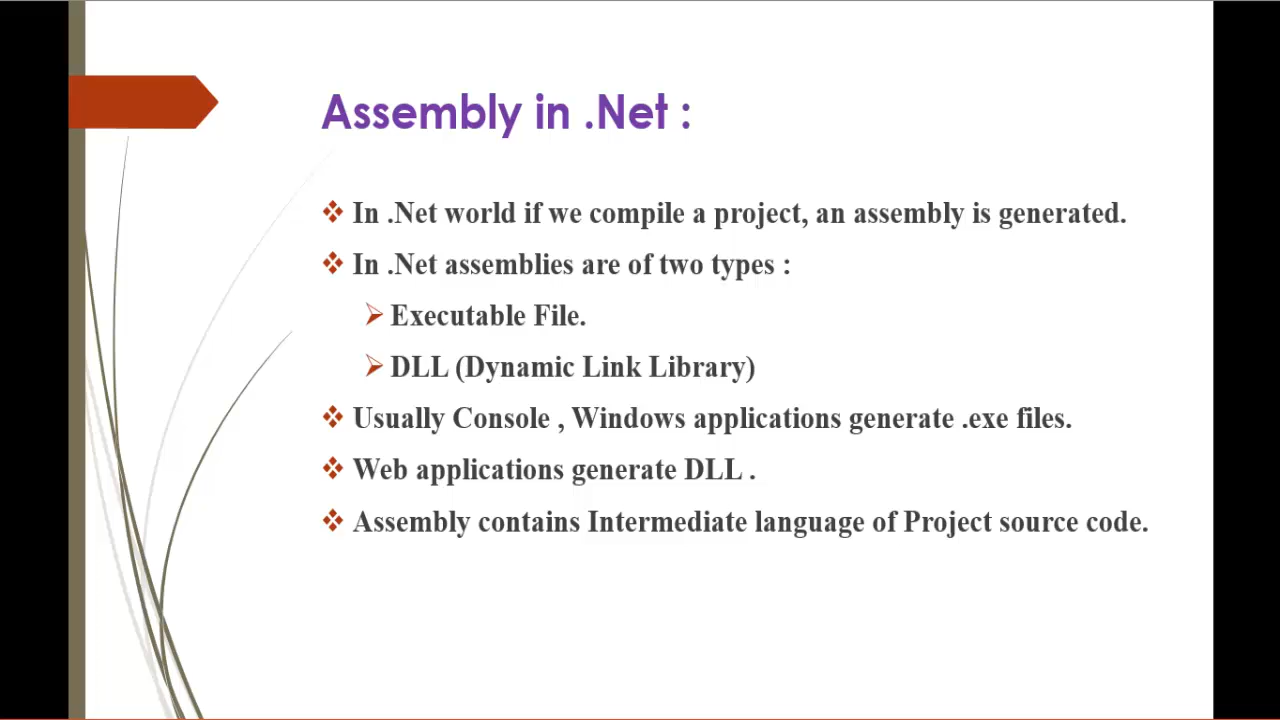 Assembly in .Net :
In .Net world if we compile a project, an assembly is generated.
In .Net assemblies are of two types :
Executable File.
DLL (Dynamic Link Library)
Usually Console , Windows applications generate .exe files.
Web applications generate DLL .
Assembly contains Intermediate language of Project source code.